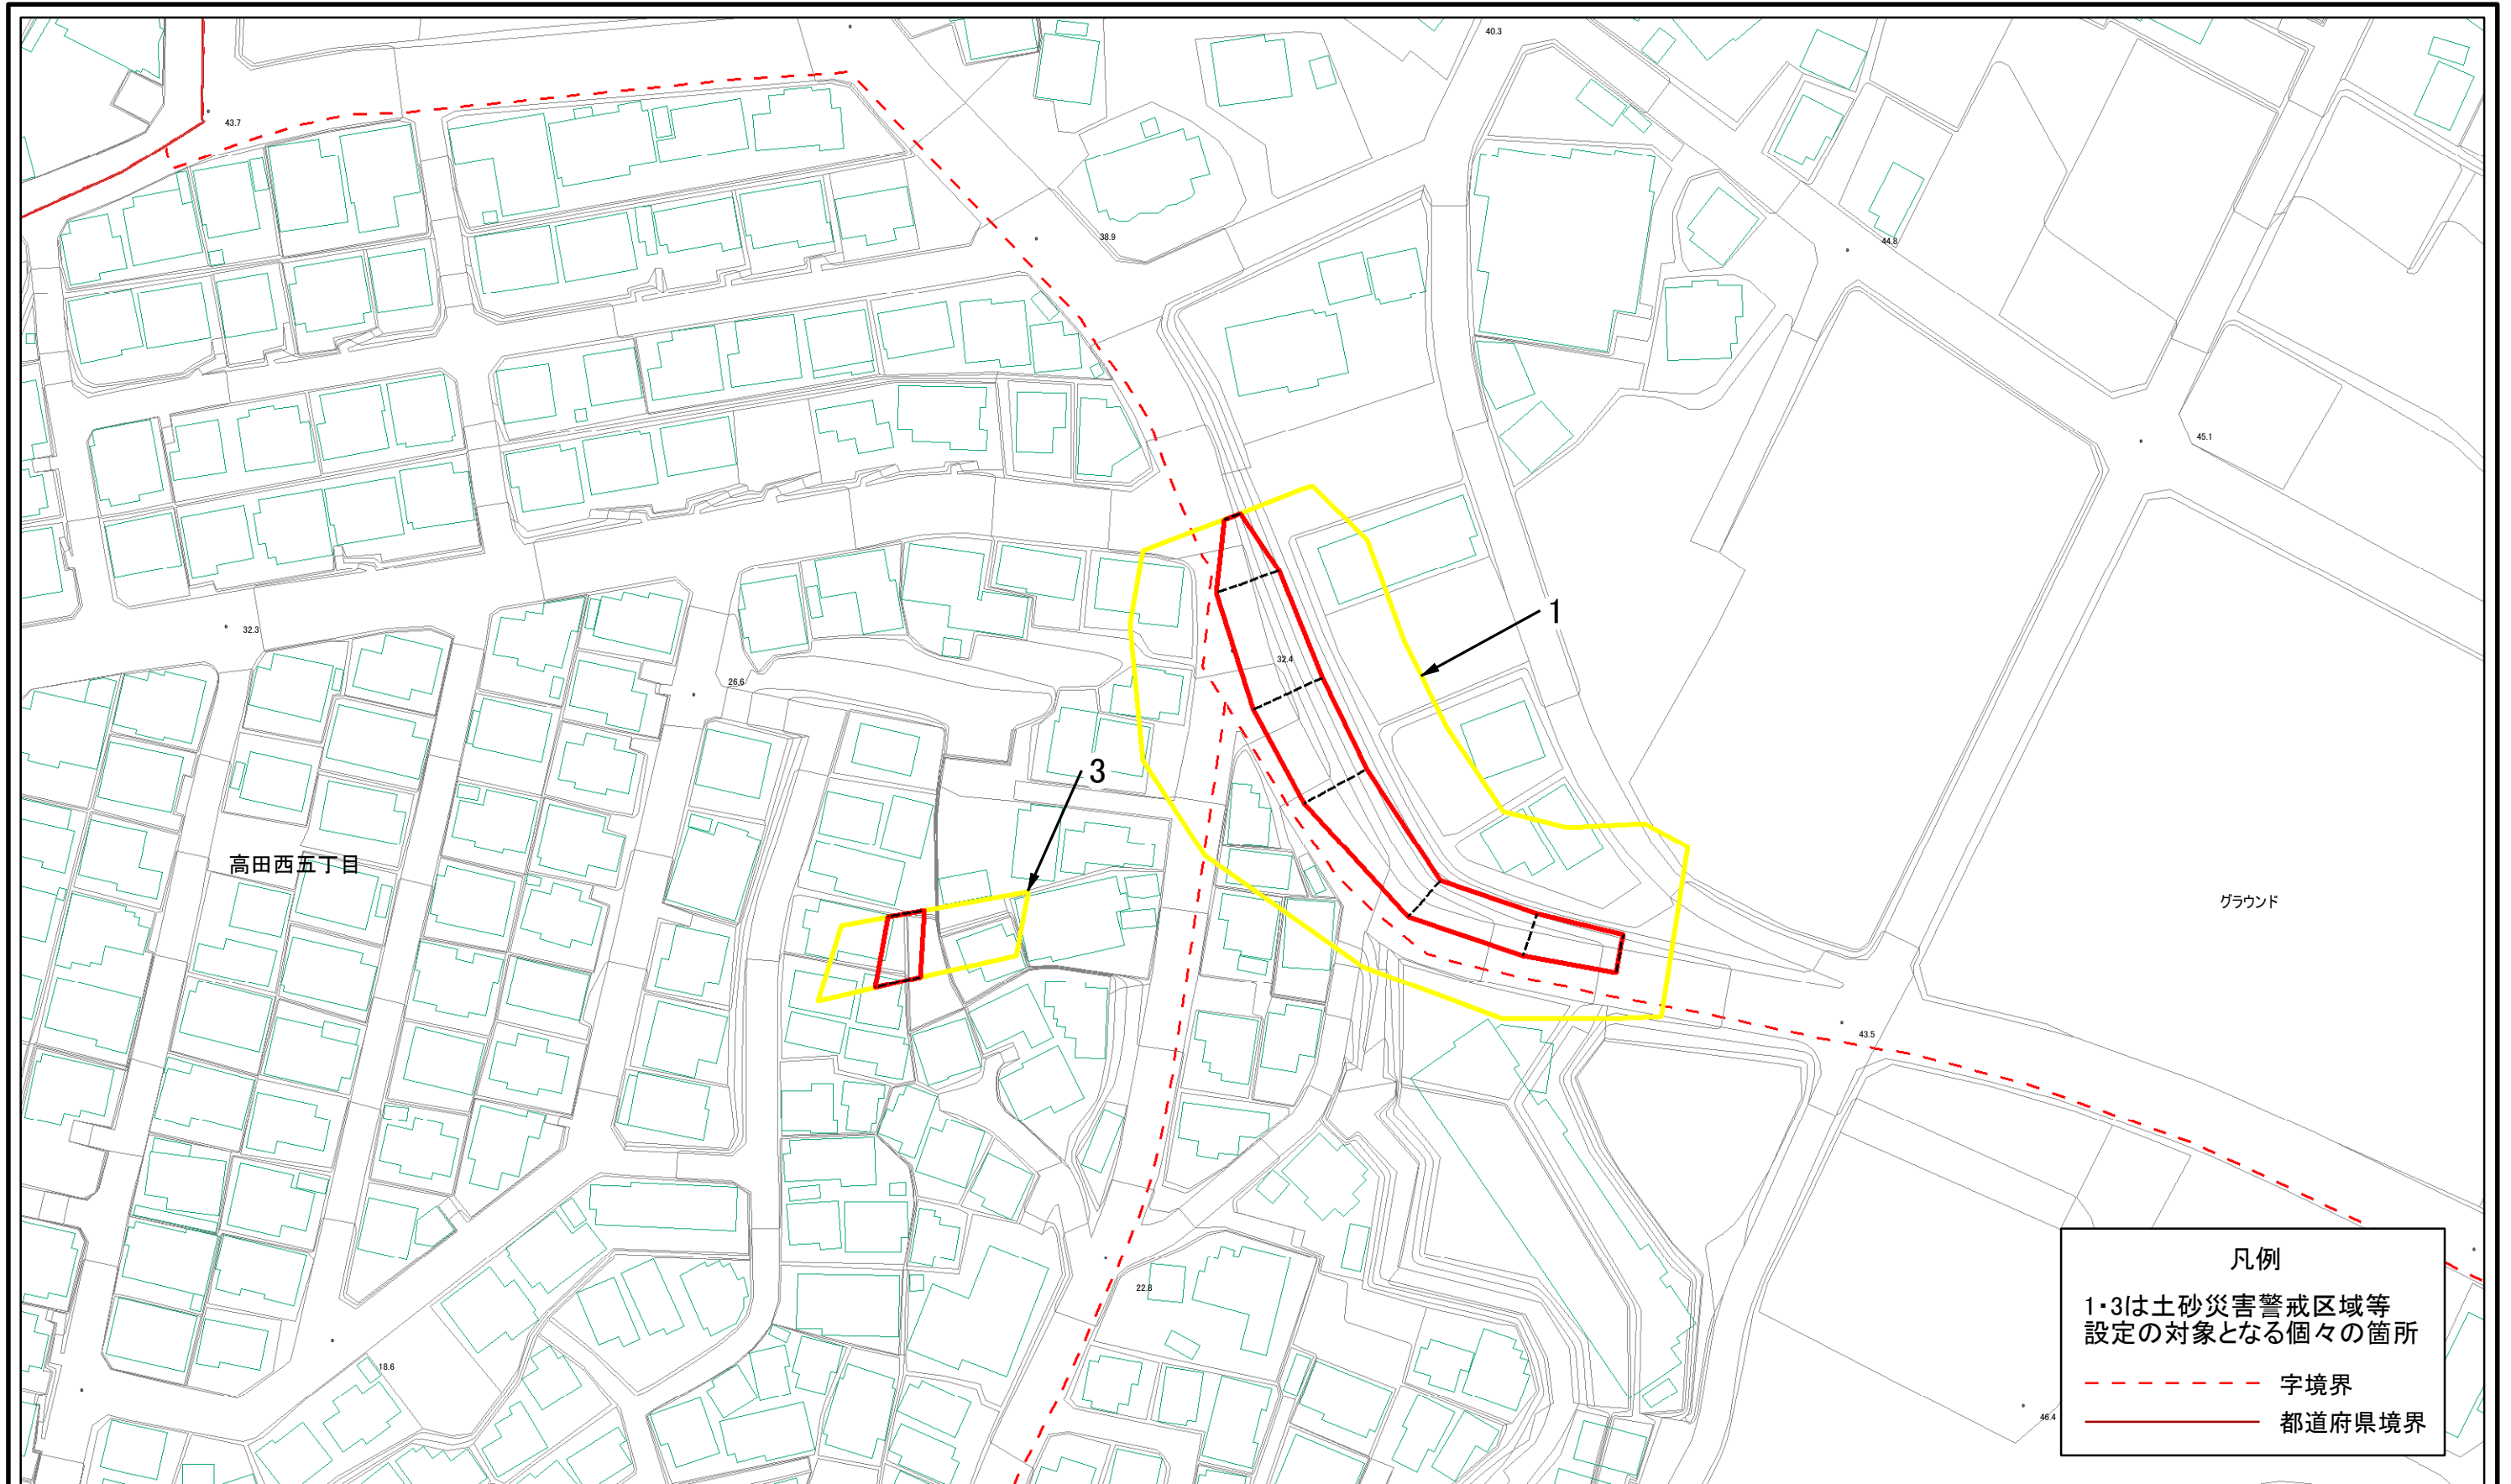 40.3
43.7
38.9
44.8
45.1
1
32.3
32.4
26.6
3
高田西五丁目
グラウンド
43.5
22.8
18.6
46.4
凡例
1・3は土砂災害警戒区域等
設定の対象となる個々の箇所
字境界
都道府県境界